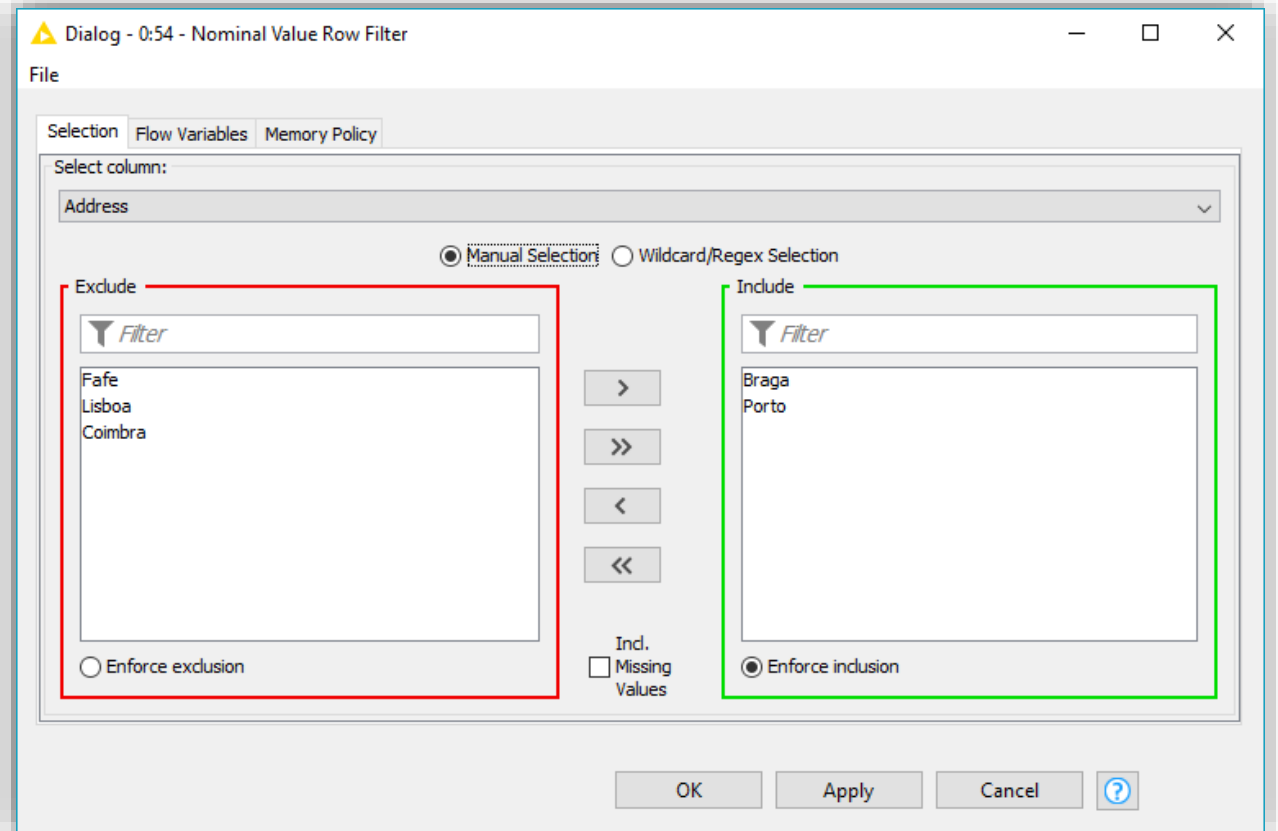 Dialog - 0:54 - Nominal Value Row Filter
File
Selection Flow Variables Memory Policy
Select column:
Address
Manual Selection Wildcard/Regex Selection
Exclude
Filter
Fafe
Lisboa
Coimbra
Enforce exclusion
>
>>
<
<<
Incl.
Missing
Values
Include
Filter
Braga
Porto
Enforce inclusion
OK Apply Cancel ?